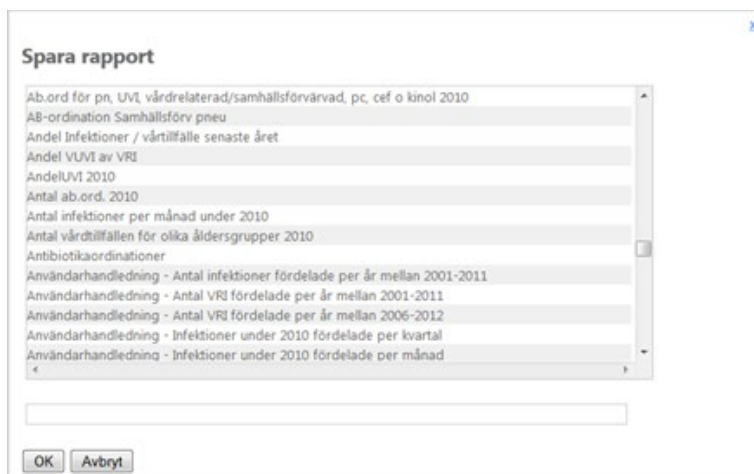 x
Spara rapport
Ab.ord för pn, UVI, vårdrelaterad/samhällsförvärvad, pc, cef o kinol 2010
AB-ordination Samhällsförv pneu
Andel Infektioner / vårtillfälle senaste året
Andel VUVI av VRI
AndelUVI 2010
Antal ab.ord. 2010
Antal infektioner per månad under 2010
Antal vårdtillfällen för olika åldersgrupper 2010
Antibiotikaordinationer
Användarhandledning - Antal infektioner fördelade per år mellan 2001-2011
Användarhandledning - Antal VRI fördelade per år mellan 2001-2011
Användarhandledning - Antal VRI fördelade per år mellan 2006-2012
Användarhandledning - Infektioner under 2010 fördelade per kvartal
Användarhandledning - Infektioner under 2010 fördelade per månad
OK Avbryt